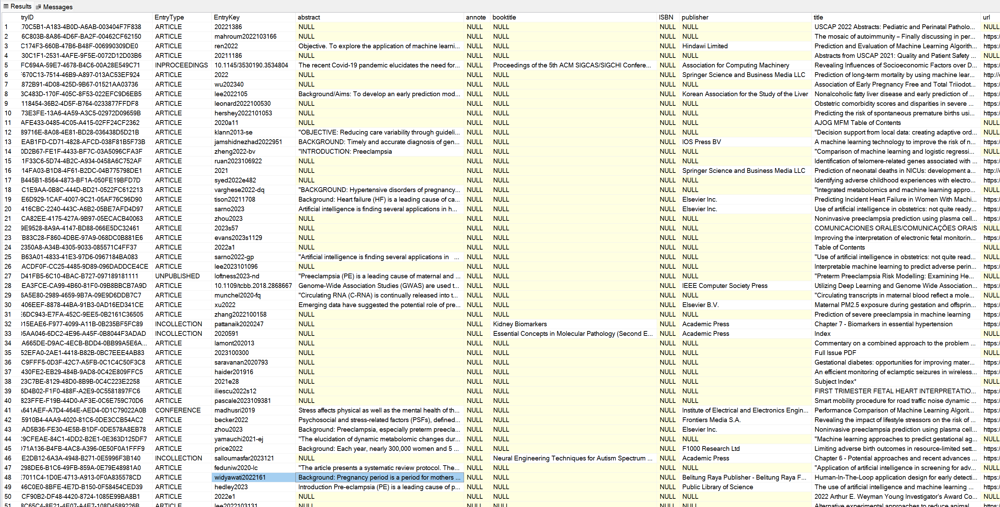 Results Messages
tryID EntryType EntryKey abstract annote booktitle ISBN publisher title url
1 70C5B1-A183-4B0D-A6AB-003404F7F838 ARTICLE 20221386 NULL NULL NULL NULL NULL USCAP 2022 Abstracts: Pediatric and Perinatal Patholo... NULL
2 6C803B-8A86-4D6F-BA2F-00462CF62150 ARTICLE mahroum2022103166 NULL NULL NULL NULL NULL The mosaic of autoimmunity – Finally discussing in per... https:/
3 C174F3-660B-47B6-B48F-006990309DE0 ARTICLE ren2022 Objective. To explore the application of machine learni... NULL NULL NULL Hindawi Limited Prediction and Evaluation of Machine Learning Algorith... https:/
4 30C1F1-2531-4AFE-9F5E-0072D12D03B6 ARTICLE 20211186 NULL NULL NULL NULL NULL Abstracts from USCAP 2021: Quality and Patient Safety ... NULL
5 FC694A-59E7-4678-B4C6-00A28E549C71 INPROCEEDINGS 10.1145/3530190.3534804 The recent Covid-19 pandemic elucidates the need for... NULL Proceedings of the 5th ACM SIGCAS/SIGCHI Confere... NULL Association for Computing Machinery Revealing Influences of Socioeconomic Factors over D... https:/
6 670C13-7514-46B9-A897-013AC53EF924 ARTICLE 2022 NULL NULL NULL NULL Springer Science and Business Media LLC Prediction of long-term mortality by using machine lear... http://
7 872B91-4D08-425D-9B67-01521AA03736 ARTICLE wu202340 NULL NULL NULL NULL NULL Association of Early Pregnancy Free and Total Triiodot... https:/
8 3C483D-170F-405C-8F53-022EFC9D6EB5 ARTICLE lee2022105 Background/Aims: To develop an early prediction mod... NULL NULL NULL Korean Association for the Study of the Liver Nonalcoholic fatty liver disease and early prediction of ... https:/
9 118454-36B2-4D5F-B764-0233877FFDF8 ARTICLE leonard2022100530 NULL NULL NULL NULL NULL Obstetric comorbidity scores and disparities in severe ... https:/
10 73E3FE-13A6-4A59-A3C5-02972D09659B ARTICLE hershey2022101053 NULL NULL NULL NULL NULL Predicting the risk of spontaneous premature births usi... https:/
11 AFE433-0485-4C05-A415-02FF24CF2362 ARTICLE 2020a11 NULL NULL NULL NULL NULL AJOG MFM Table of Contents NULL
12 89716E-8A08-4E81-BD28-036438D5D21B ARTICLE klann2013-se "OBJECTIVE: Reducing care variability through guideli... NULL NULL NULL NULL "Decision support from local data: creating adaptive ord... NULL
13 EAB1FD-CD71-4828-AFCD-038F81B5F73B ARTICLE jamshidnezhad2022951 BACKGROUND: Timely and accurate diagnosis of gen... NULL NULL NULL IOS Press BV A machine learning technology to improve the risk of n... https:/
14 0D2B67-FE1F-4433-BF7C-03A5096CFA3F ARTICLE zheng2022-bv "INTRODUCTION: Preeclampsia NULL NULL NULL NULL "Comparison of machine learning and logistic regressi... NULL
15 1F33C6-5D74-4B2C-A934-0458A6C752AF ARTICLE ruan2023106922 NULL NULL NULL NULL NULL Identification of telomere-related genes associated with ... https:/
16 14FA03-B1D8-4F61-B2DC-04B775798DE1 ARTICLE 2021 NULL NULL NULL NULL Springer Science and Business Media LLC Prediction of neonatal deaths in NICUs: development a... http://
17 B445B1-8564-4873-BF1A-050FE19BFD7D ARTICLE syed2022e482 NULL NULL NULL NULL NULL Identifying adverse childhood experiences with electro... https:/
18 C1E9AA-0B8C-444D-BD21-0522FC612213 ARTICLE varghese2022-dq "BACKGROUND: Hypertensive disorders of pregnancy... NULL NULL NULL NULL "Integrated metabolomics and machine learning appro... NULL
19 E6D929-1CAF-4007-9C21-05AF76C96D90 ARTICLE tison20211708 Background: Heart failure (HF) is a leading cause of ca... NULL NULL NULL Elsevier Inc. Predicting Incident Heart Failure in Women With Machi... https:/
20 416CBC-2240-443C-A6B2-05BE7AFD4D97 ARTICLE sarno2023 Artificial intelligence is finding several applications in h... NULL NULL NULL Elsevier Inc. Use of artificial intelligence in obstetrics: not quite ready... https:/
21 CA82EE-4175-427A-9B97-05ECACB40063 ARTICLE zhou2023 NULL NULL NULL NULL NULL Noninvasive preeclampsia prediction using plasma cell... https:/
22 9E9528-8A9A-4147-BD88-066E5DC32461 ARTICLE 2023s57 NULL NULL NULL NULL NULL COMUNICACIONES ORALES/COMUNICAÇÕES ORAIS NULL
23 B83C28-F860-4DBE-97A9-068DC0B881E6 ARTICLE evans2023s1129 NULL NULL NULL NULL NULL Improving the interpretation of electronic fetal monitorin... https:/
24 2350A8-A34B-4305-9033-085571C4FF37 ARTICLE 2022a1 NULL NULL NULL NULL NULL Table of Contents NULL
25 B63A01-4833-41E3-97D6-0967184BA083 ARTICLE sarno2022-gp "Artificial intelligence is finding several applications in ... NULL NULL NULL NULL "Use of artificial intelligence in obstetrics: not quite read... NULL
26 ACDF0F-CC25-4485-9D89-096DADDCE4CE ARTICLE lee2023101096 NULL NULL NULL NULL NULL Interpretable machine learning to predict adverse perin... https:/
27 D41FB5-6C10-4BAC-B727-097189181111 UNPUBLISHED loftness2023-nd "Preeclampsia (PE) is a leading cause of maternal and ... NULL NULL NULL NULL "Preterm Preeclampsia Risk Modelling: Examining He... NULL
28 EA3FCE-CA99-4B60-81F0-09B8BBCB7A9D ARTICLE 10.1109/tcbb.2018.2868667 Genome-Wide Association Studies (GWAS) are used t... NULL NULL NULL IEEE Computer Society Press Utilizing Deep Learning and Genome Wide Association... https:/
29 6A5E80-2989-4659-9B7A-09E9D6DDB7C7 ARTICLE munchel2020-fq "Circulating RNA (C-RNA) is continually released into t... NULL NULL NULL NULL "Circulating transcripts in maternal blood reflect a mole... NULL
30 406EEF-8878-44BA-91B3-0AD16ED341CE ARTICLE xu2022 Emerging data have suggested the potential role of pre... NULL NULL NULL Elsevier B.V. Maternal PM2.5 exposure during gestation and offsprin... https:/
31 6DC943-E7FA-452C-9EE5-0B2161C36505 ARTICLE zhang2022100158 NULL NULL NULL NULL NULL Prediction of severe preeclampsia in machine learning https:/
32 15EAE6-F977-4099-A11B-0B235BF5FC89 INCOLLECTION pattanaik2020247 NULL NULL Kidney Biomarkers NULL Academic Press Chapter 7 - Biomarkers in essential hypertension https:/
33 5AA046-6DC2-4E96-A45F-0B8044F3ADAD INCOLLECTION 2020591 NULL NULL Essential Concepts in Molecular Pathology (Second E... NULL Academic Press Index NULL
34 A665DE-D9AC-4ECB-BDD4-0BB99A5E6A... ARTICLE lamont202013 NULL NULL NULL NULL NULL Commentary on a combined approach to the problem ... https:/
35 52EFA0-2AE1-4418-B82B-0BC7EEE4AB83 ARTICLE 2023100300 NULL NULL NULL NULL NULL Full Issue PDF NULL
36 C9FFF5-0D3F-42C7-A5FB-0C1C4C50F3C8 ARTICLE saravanan2020793 NULL NULL NULL NULL NULL Gestational diabetes: opportunities for improving mater... https:/
37 430FE2-EB29-484B-9AD8-0C42E809FFC5 ARTICLE haider201916 NULL NULL NULL NULL NULL An efficient monitoring of eclamptic seizures in wireless... https:/
38 23C7BE-8129-48D0-8B9B-0C4C223E2258 ARTICLE 2021e28 NULL NULL NULL NULL NULL Subject Index* NULL
39 6D4B02-F1F0-488F-A2E9-0C5581897FC6 ARTICLE iliescu2022s12 NULL NULL NULL NULL NULL FIRST TRIMESTER FETAL HEART INTERPRETATIO... https:/
40 823FFE-F19B-44D0-AF3E-0C6E759C70D6 ARTICLE pascale2023109381 NULL NULL NULL NULL NULL Smart mobility procedure for road traffic noise dynamic ... https:/
41 641AEF-A7D4-464E-AED4-0D1C79022A0B CONFERENCE madhusri2019 Stress affects physical as well as the mental health of th... NULL NULL NULL Institute of Electrical and Electronics Engin... Performance Comparison of Machine Learning Algorit... https:/
42 5910B4-4AA9-4020-81C6-0DE3CCB54AC2 ARTICLE becker2022 Psychosocial and stress-related factors (PSFs), defined... NULL NULL NULL Frontiers Media S.A. Revealing the impact of lifestyle stressors on the risk of ... https:/
43 AD5B36-FE30-4E5B-B1DF-0DE578A8EB78 ARTICLE zhou2023 Background: Preeclampsia, especially preterm preecla... NULL NULL NULL Elsevier Inc. Noninvasive preeclampsia prediction using plasma cell... https:/
44 C9CFEAE-84C1-4DD2-B2E1-0E363D125DF7 ARTICLE yamauchi2021-ej "The elucidation of dynamic metabolomic changes dur... NULL NULL NULL NULL "Machine learning approaches to predict gestational ag... NULL
45 71A136-B4FB-4AC8-A396-0E50F0A1FFF9 ARTICLE price2022 Background: Each year, nearly 300,000 women and 5 ... NULL NULL NULL F1000 Research Ltd Limiting adverse birth outcomes in resource-limited sett... https:/
46 E2DB12-6A3A-4948-B271-0E5996F3B140 INCOLLECTION salloumasfar2023121 NULL NULL Neural Engineering Techniques for Autism Spectrum ... NULL Academic Press Chapter 6 - Potential approaches and recent advances ... https:/
47 298DE6-B1C6-49FB-859A-0E79E48981A0 ARTICLE feduniw2020-lc "The article presents a systematic review protocol. The... NULL NULL NULL NULL "Application of artificial intelligence in screening for adv... NULL
48 7011C4-1D0E-4713-A913-0F0A835578CD ARTICLE widyawati2022161 Background: Pregnancy period is a period for mothers ... NULL NULL NULL Belitung Raya Publisher - Belitung Raya F... Human-In-The-Loop application design for early detecti... https:/
49 46C0E0-8BFE-4E7D-B150-0F58454CED39 ARTICLE hedley2023 Introduction Pre-eclampsia (PE) is a leading cause of p... NULL NULL NULL Public Library of Science The use of artificial intelligence and machine learning ... https:/
50 CF90B2-DF48-4420-8724-1085E99BA8B1 ARTICLE 2022e1 NULL NULL NULL NULL NULL 2022 Arthur E. Weyman Young Investigator's Award Co... NULL
51 8C65C4-8F21-4E07-A4E7-108D4589226B ARTICLE lee2022103131 NULL NULL NULL NULL NULL Alternative experimental approaches to reduce animal https:/